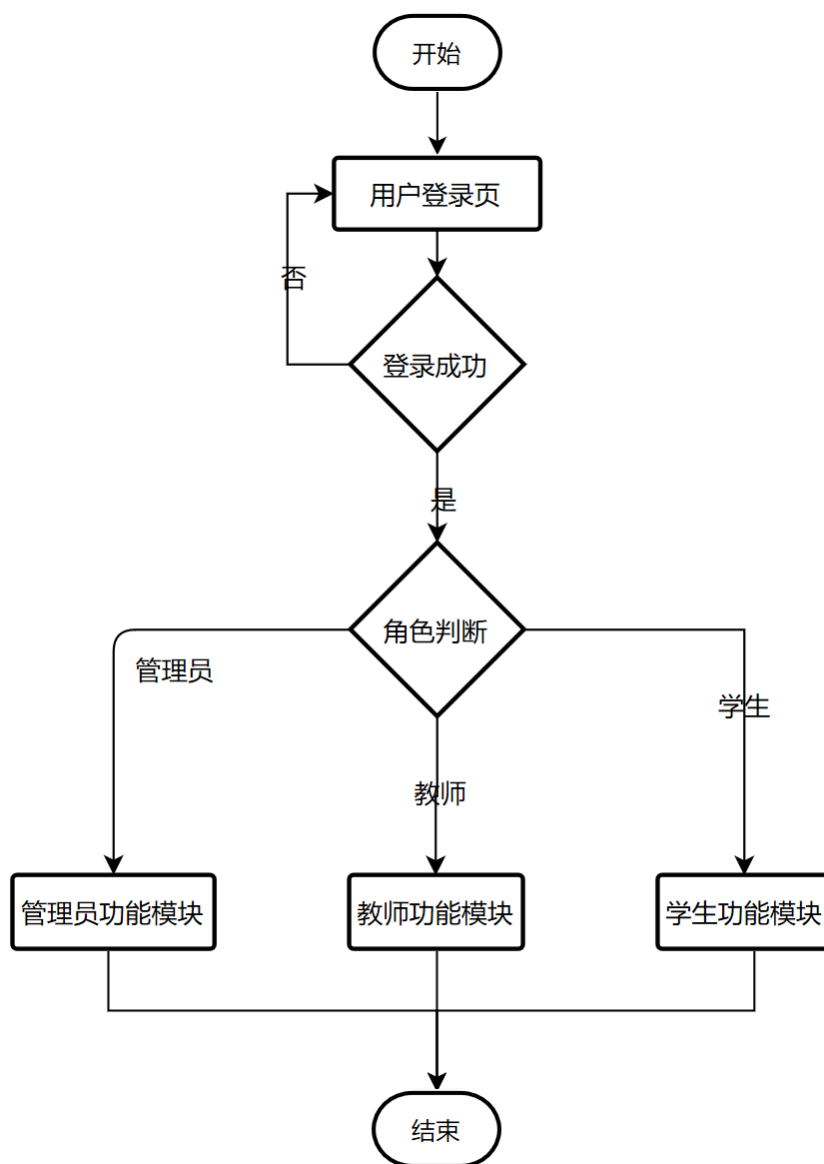 开始
用户登录页
否
登录成功
是
角色判断
管理员
学生
教师
管理员功能模块
教师功能模块
学生功能模块
结束